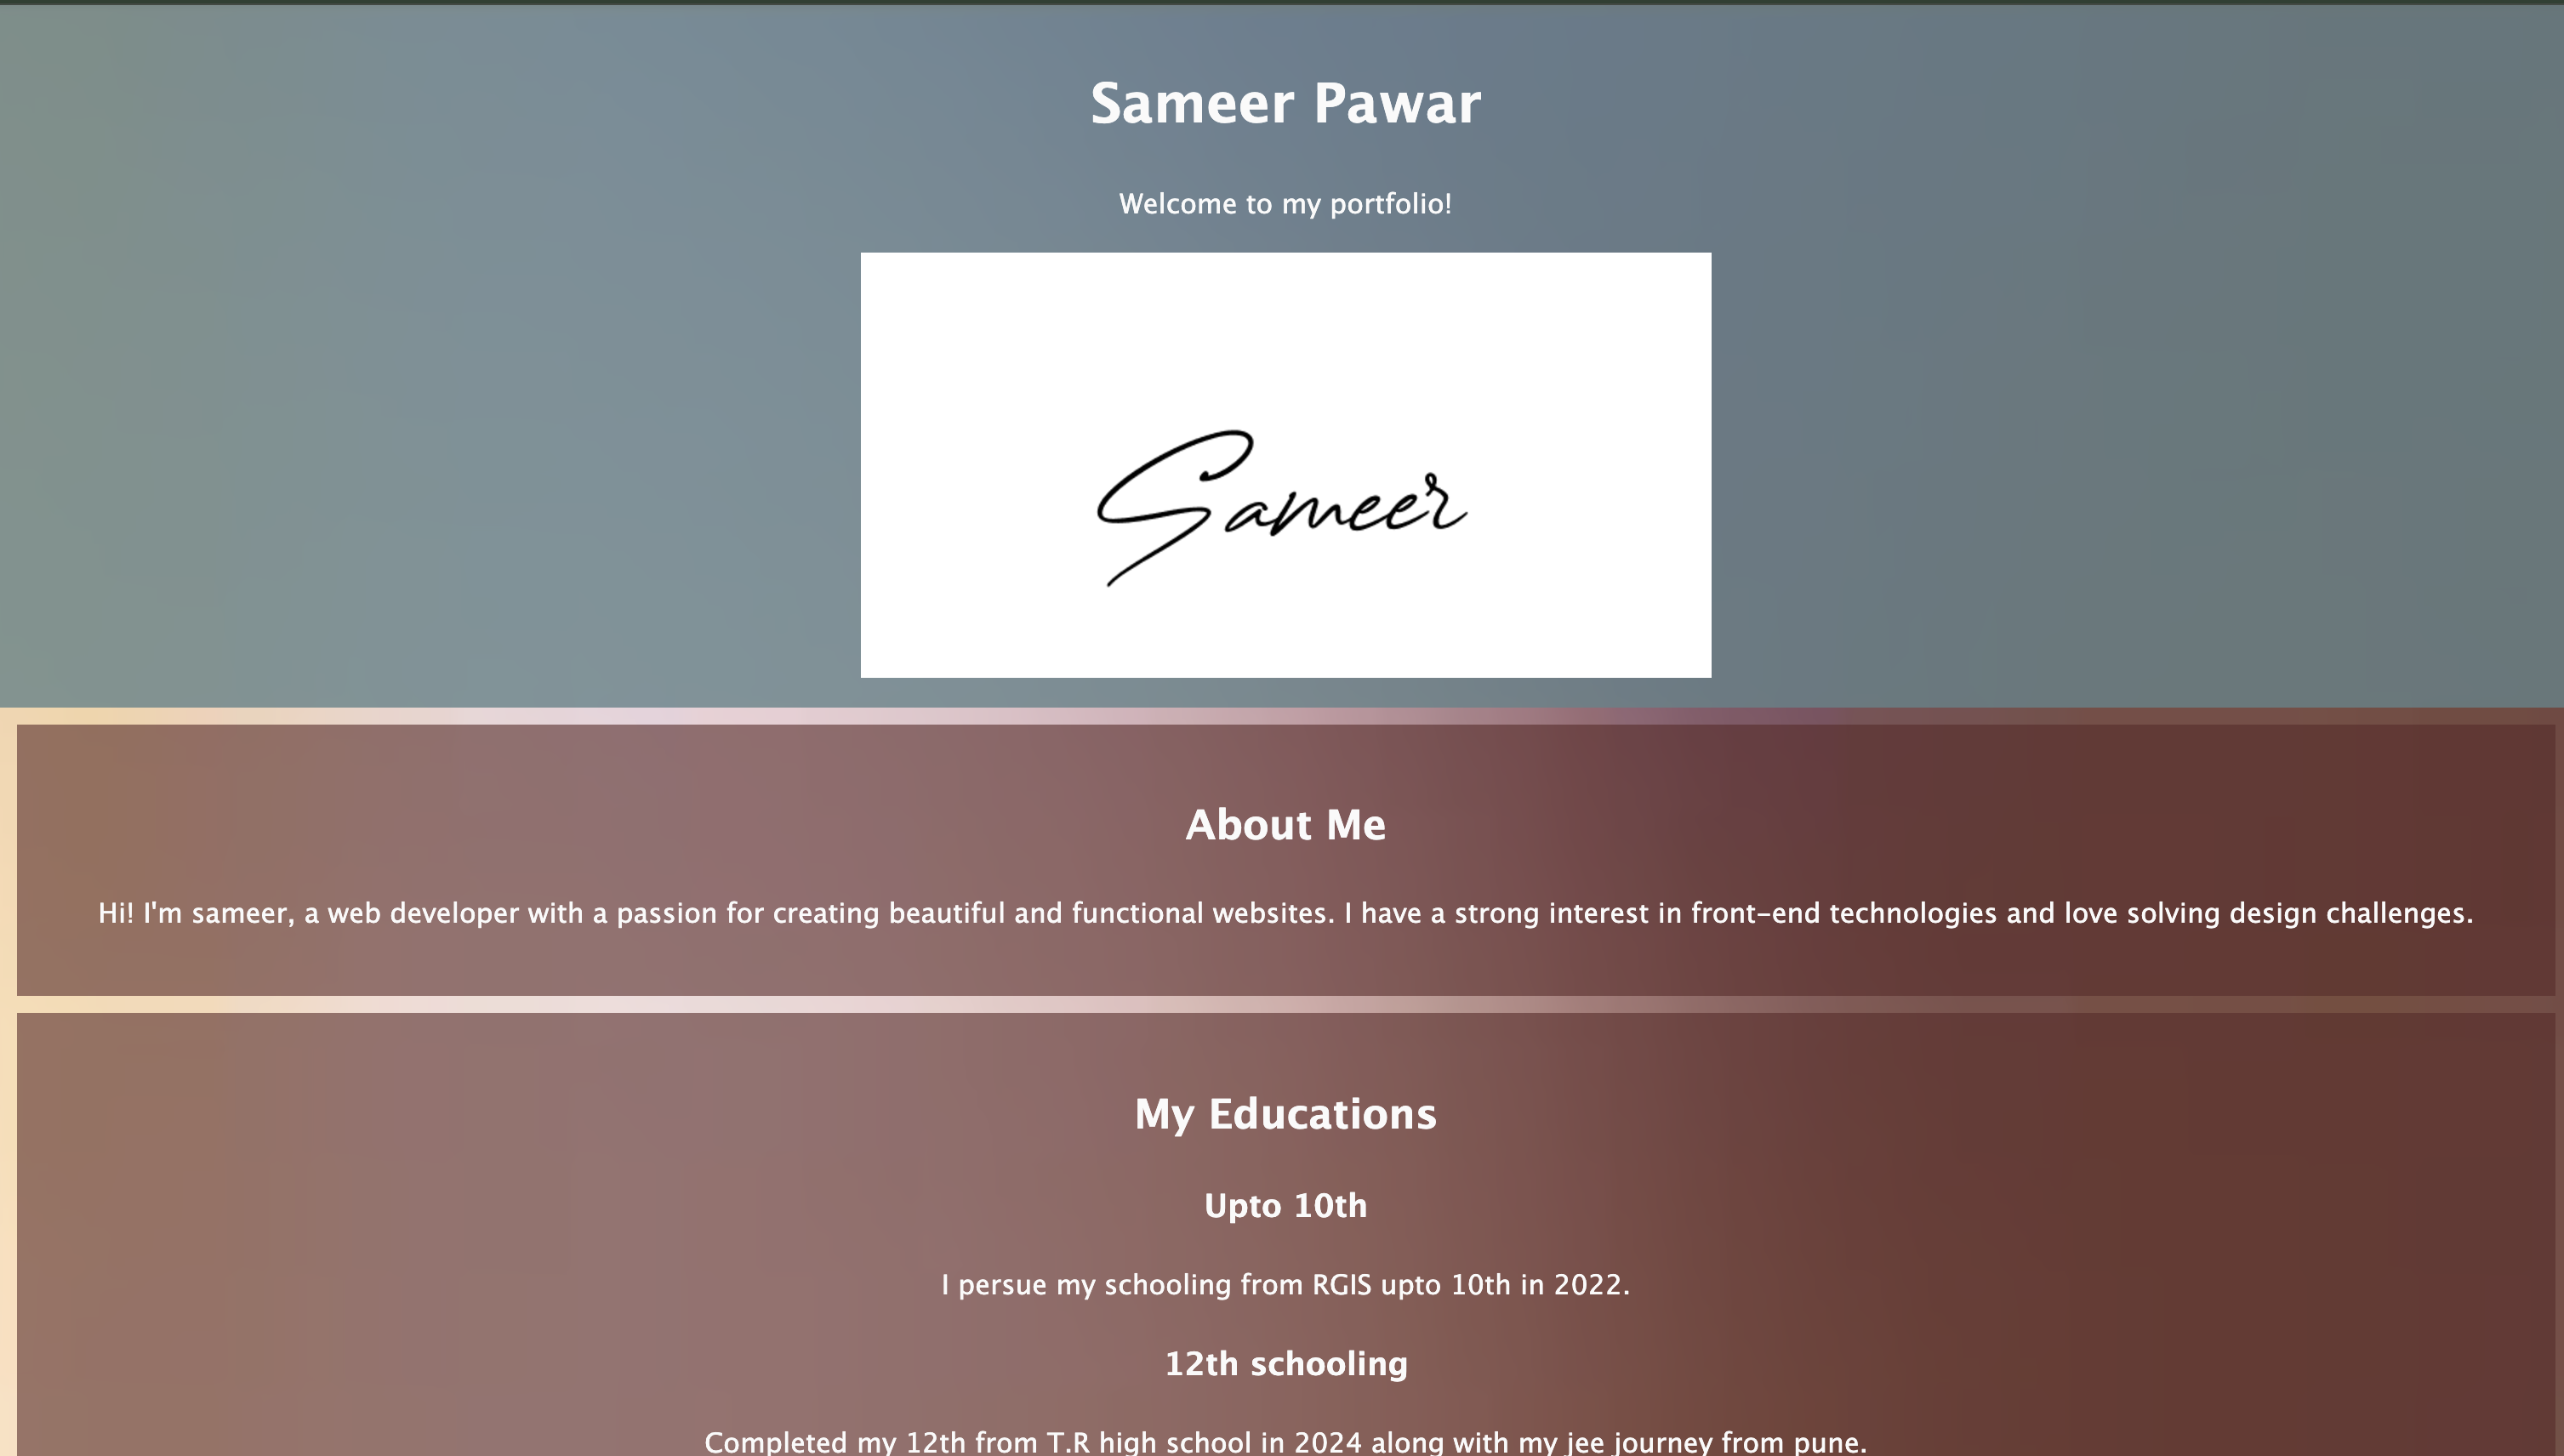 Sameer Pawar
Welcome to my portfolio!
Sameer
About Me
Hi! I'm sameer, a web developer with a passion for creating beautiful and functional websites. I have a strong interest in front-end technologies and love solving design challenges.
My Educations
Upto 10th
I persue my schooling from RGIS upto 10th in 2022.
12th schooling
Completed my 12th from T.R high school in 2024 along with my jee journey from pune.